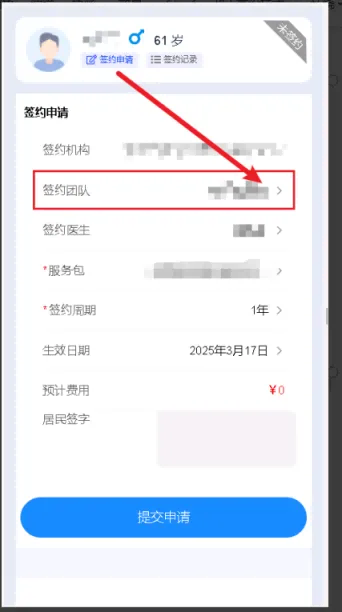 61 岁
未签约
签约申请
签约记录
签约申请
签约机构
签约团队
签约医生
*服务包
*签约周期 1年
生效日期 2025年3月17日
预计费用 ￥0
居民签字
提交申请